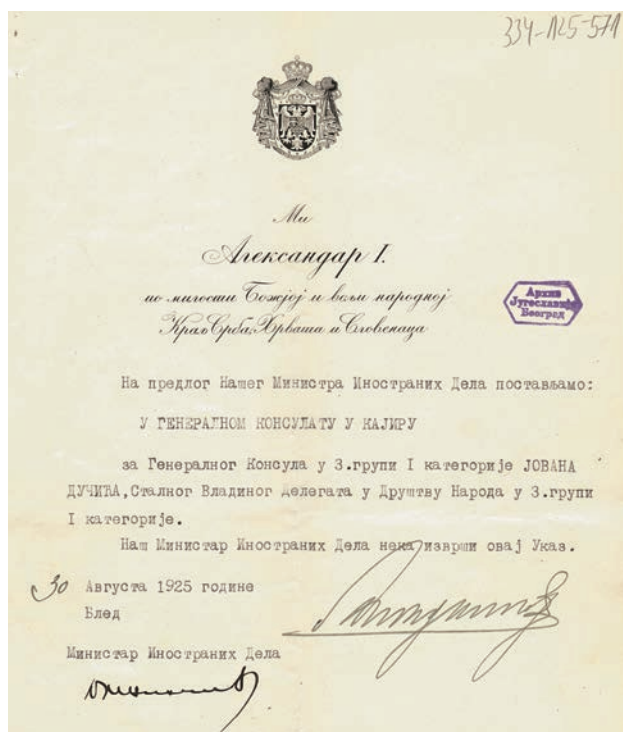 334-125-571
Ми
Александар I.
по милости Божјој и вољи народној
Краљ Срба, Хрвата и Словенаца
Архив
Југославије
Београд
На предлог Нашег Министра Иностраних Дела постављамо:
У ГЕНЕРАЛНОМ КОНСУЛАТУ У КАЈИРУ
за Генералног Консула у 3.групи I категорије ЈОВАНА
ДУЧИЋА,Сталног Владиног делегата у Друштву Народа у 3.групи
I категорије.
Наш Министар Иностраних Дела нека изврши овај Указ.
30 Августа 1925 године
Блед
Министар Иностраних Дела